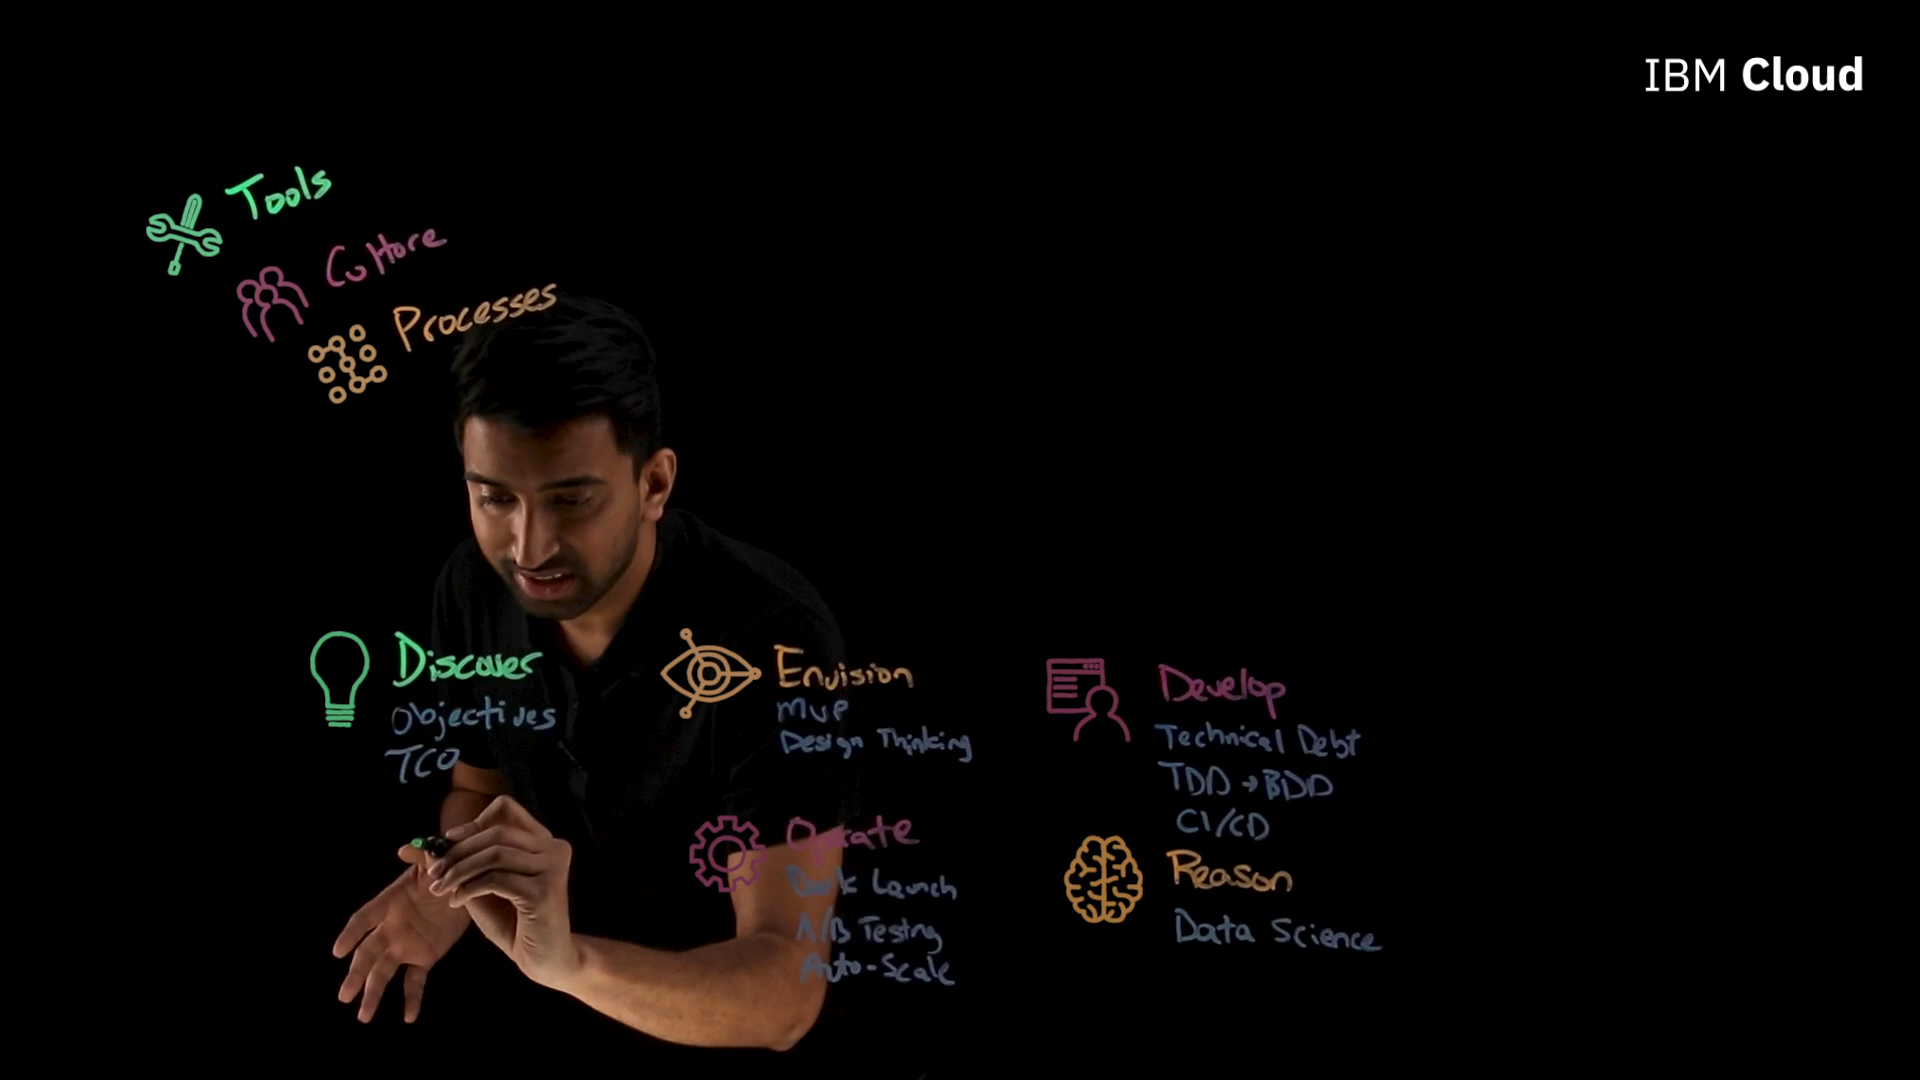 IBM Cloud
Tools
Culture
Processes
Discover
Objectives
TCO
Envision
MVP
Design Thinking
Develop
Technical Debt
TDD → BDD
CI/CD
Operate
Dark Launch
A/B Testing
Auto-Scale
Reason
Data Science